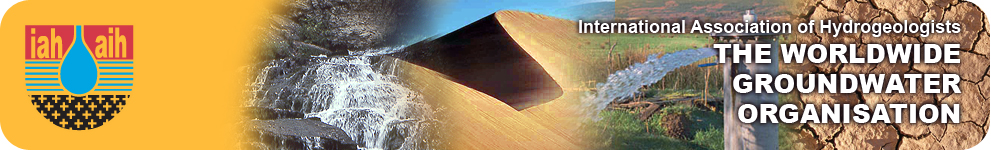 iah aih
International Association of Hydrogeologists
THE WORLDWIDE
GROUNDWATER
ORGANISATION